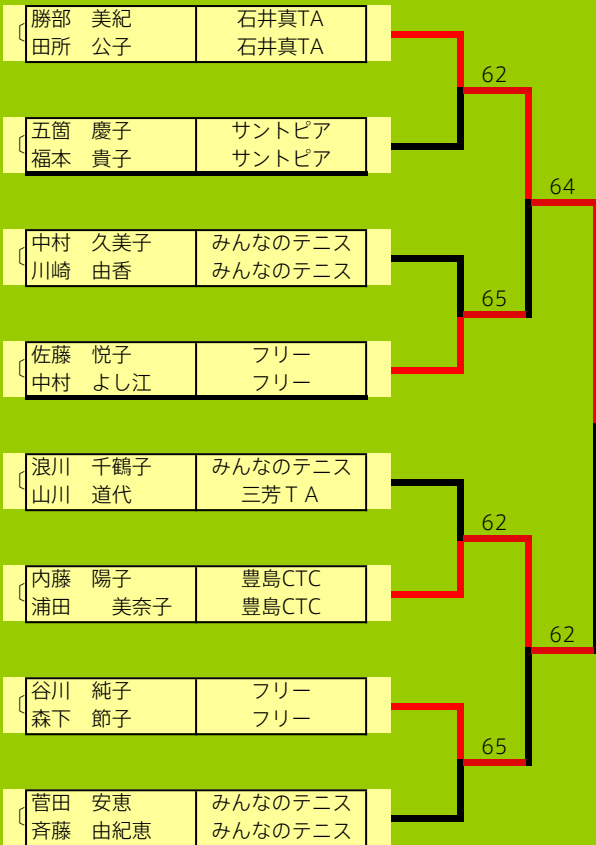 勝部 美紀 石井真TA
田所 公子 石井真TA
62
五箇 慶子 サントピア
福本 貴子 サントピア
64
中村 久美子 みんなのテニス
川崎 由香 みんなのテニス
65
佐藤 悦子 フリー
中村 よし江 フリー
浪川 千鶴子 みんなのテニス
山川 道代 三芳TA
62
内藤 陽子 豊島CTC
浦田 美奈子 豊島CTC
62
谷川 純子 フリー
森下 節子 フリー
65
菅田 安恵 みんなのテニス
斉藤 由紀恵 みんなのテニス